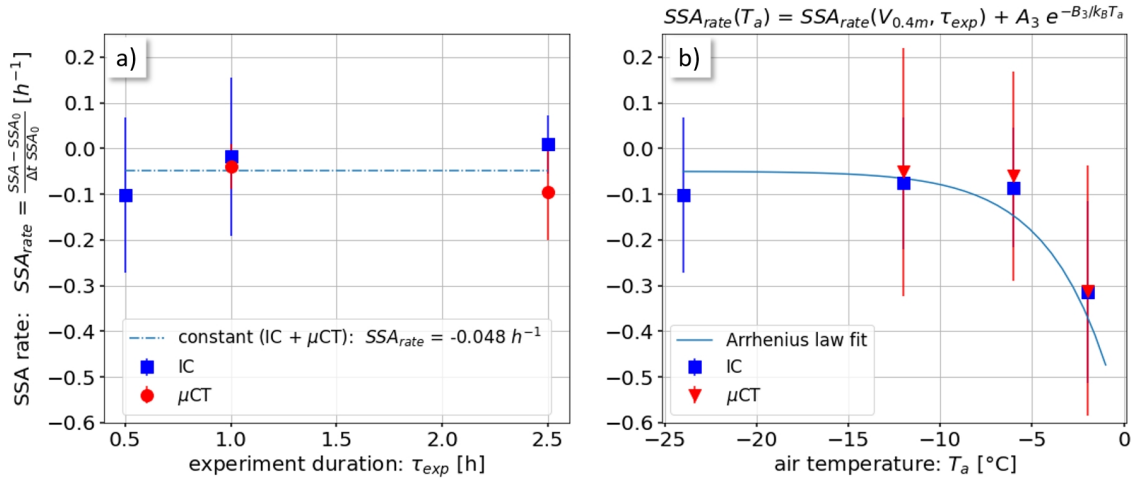 SSA_rate(T_a) = SSA_rate(V_0.4m, τ_exp) + A_3 e^{−B_3/k_BT_a}
a)
b)
SSA rate: SSA_rate = \frac{SSA−SSA_0}{Δt SSA_0} [h^{−1}]
0.2
0.1
0.0
−0.1
−0.2
−0.3
−0.4
−0.5
−0.6
constant (IC + μCT): SSA_rate = -0.048 h^{−1}
IC
μCT
0.5 1.0 1.5 2.0 2.5
experiment duration: τ_exp [h]
0.2
0.1
0.0
−0.1
−0.2
−0.3
−0.4
−0.5
−0.6
Arrhenius law fit
IC
μCT
−25 −20 −15 −10 −5 0
air temperature: T_a [°C]